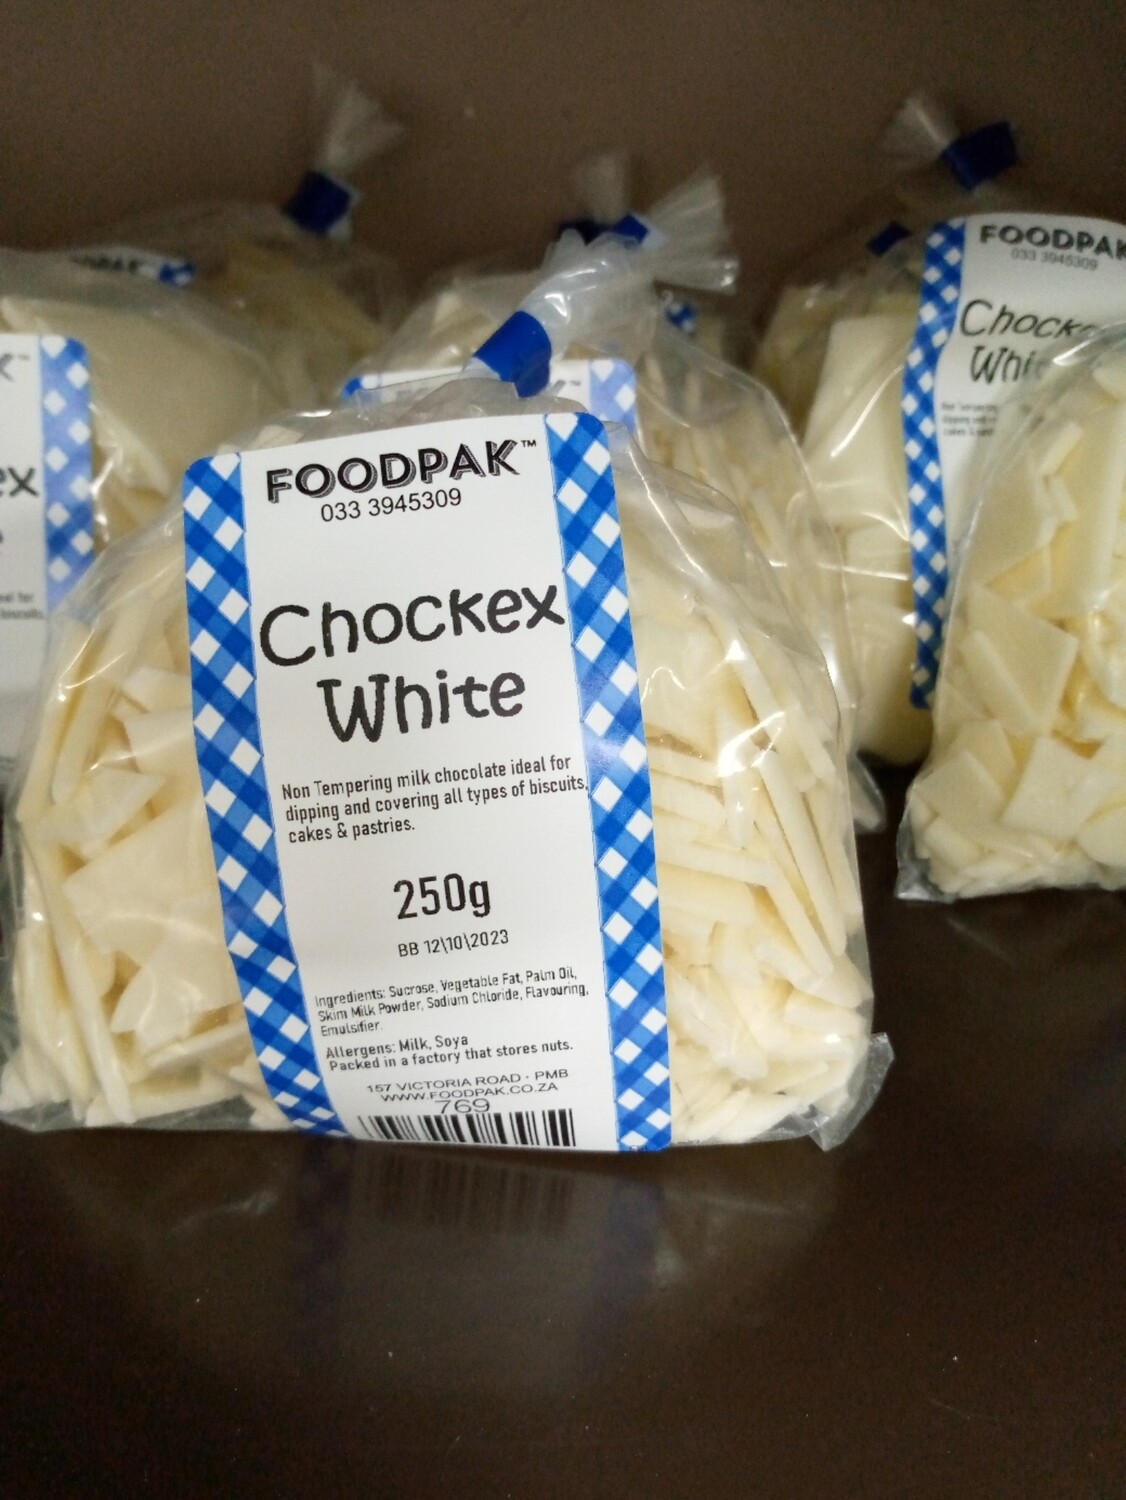 FOODPAK™
033 3945309
Chockex
White
Non Tempering milk chocolate ideal for
dipping and covering all types of biscuits,
cakes & pastries.
250g
BB 12\10\2023
Ingredients: Sucrose, Vegetable Fat, Palm Oil,
Skim Milk Powder, Sodium Chloride, Flavouring,
Emulsifier.
Allergens: Milk, Soya
Packed in a factory that stores nuts.
157 VICTORIA ROAD - PMB
WWW.FOODPAK.CO.ZA
769
FOODPAK
033 3945309
Chocke
Whi
ex